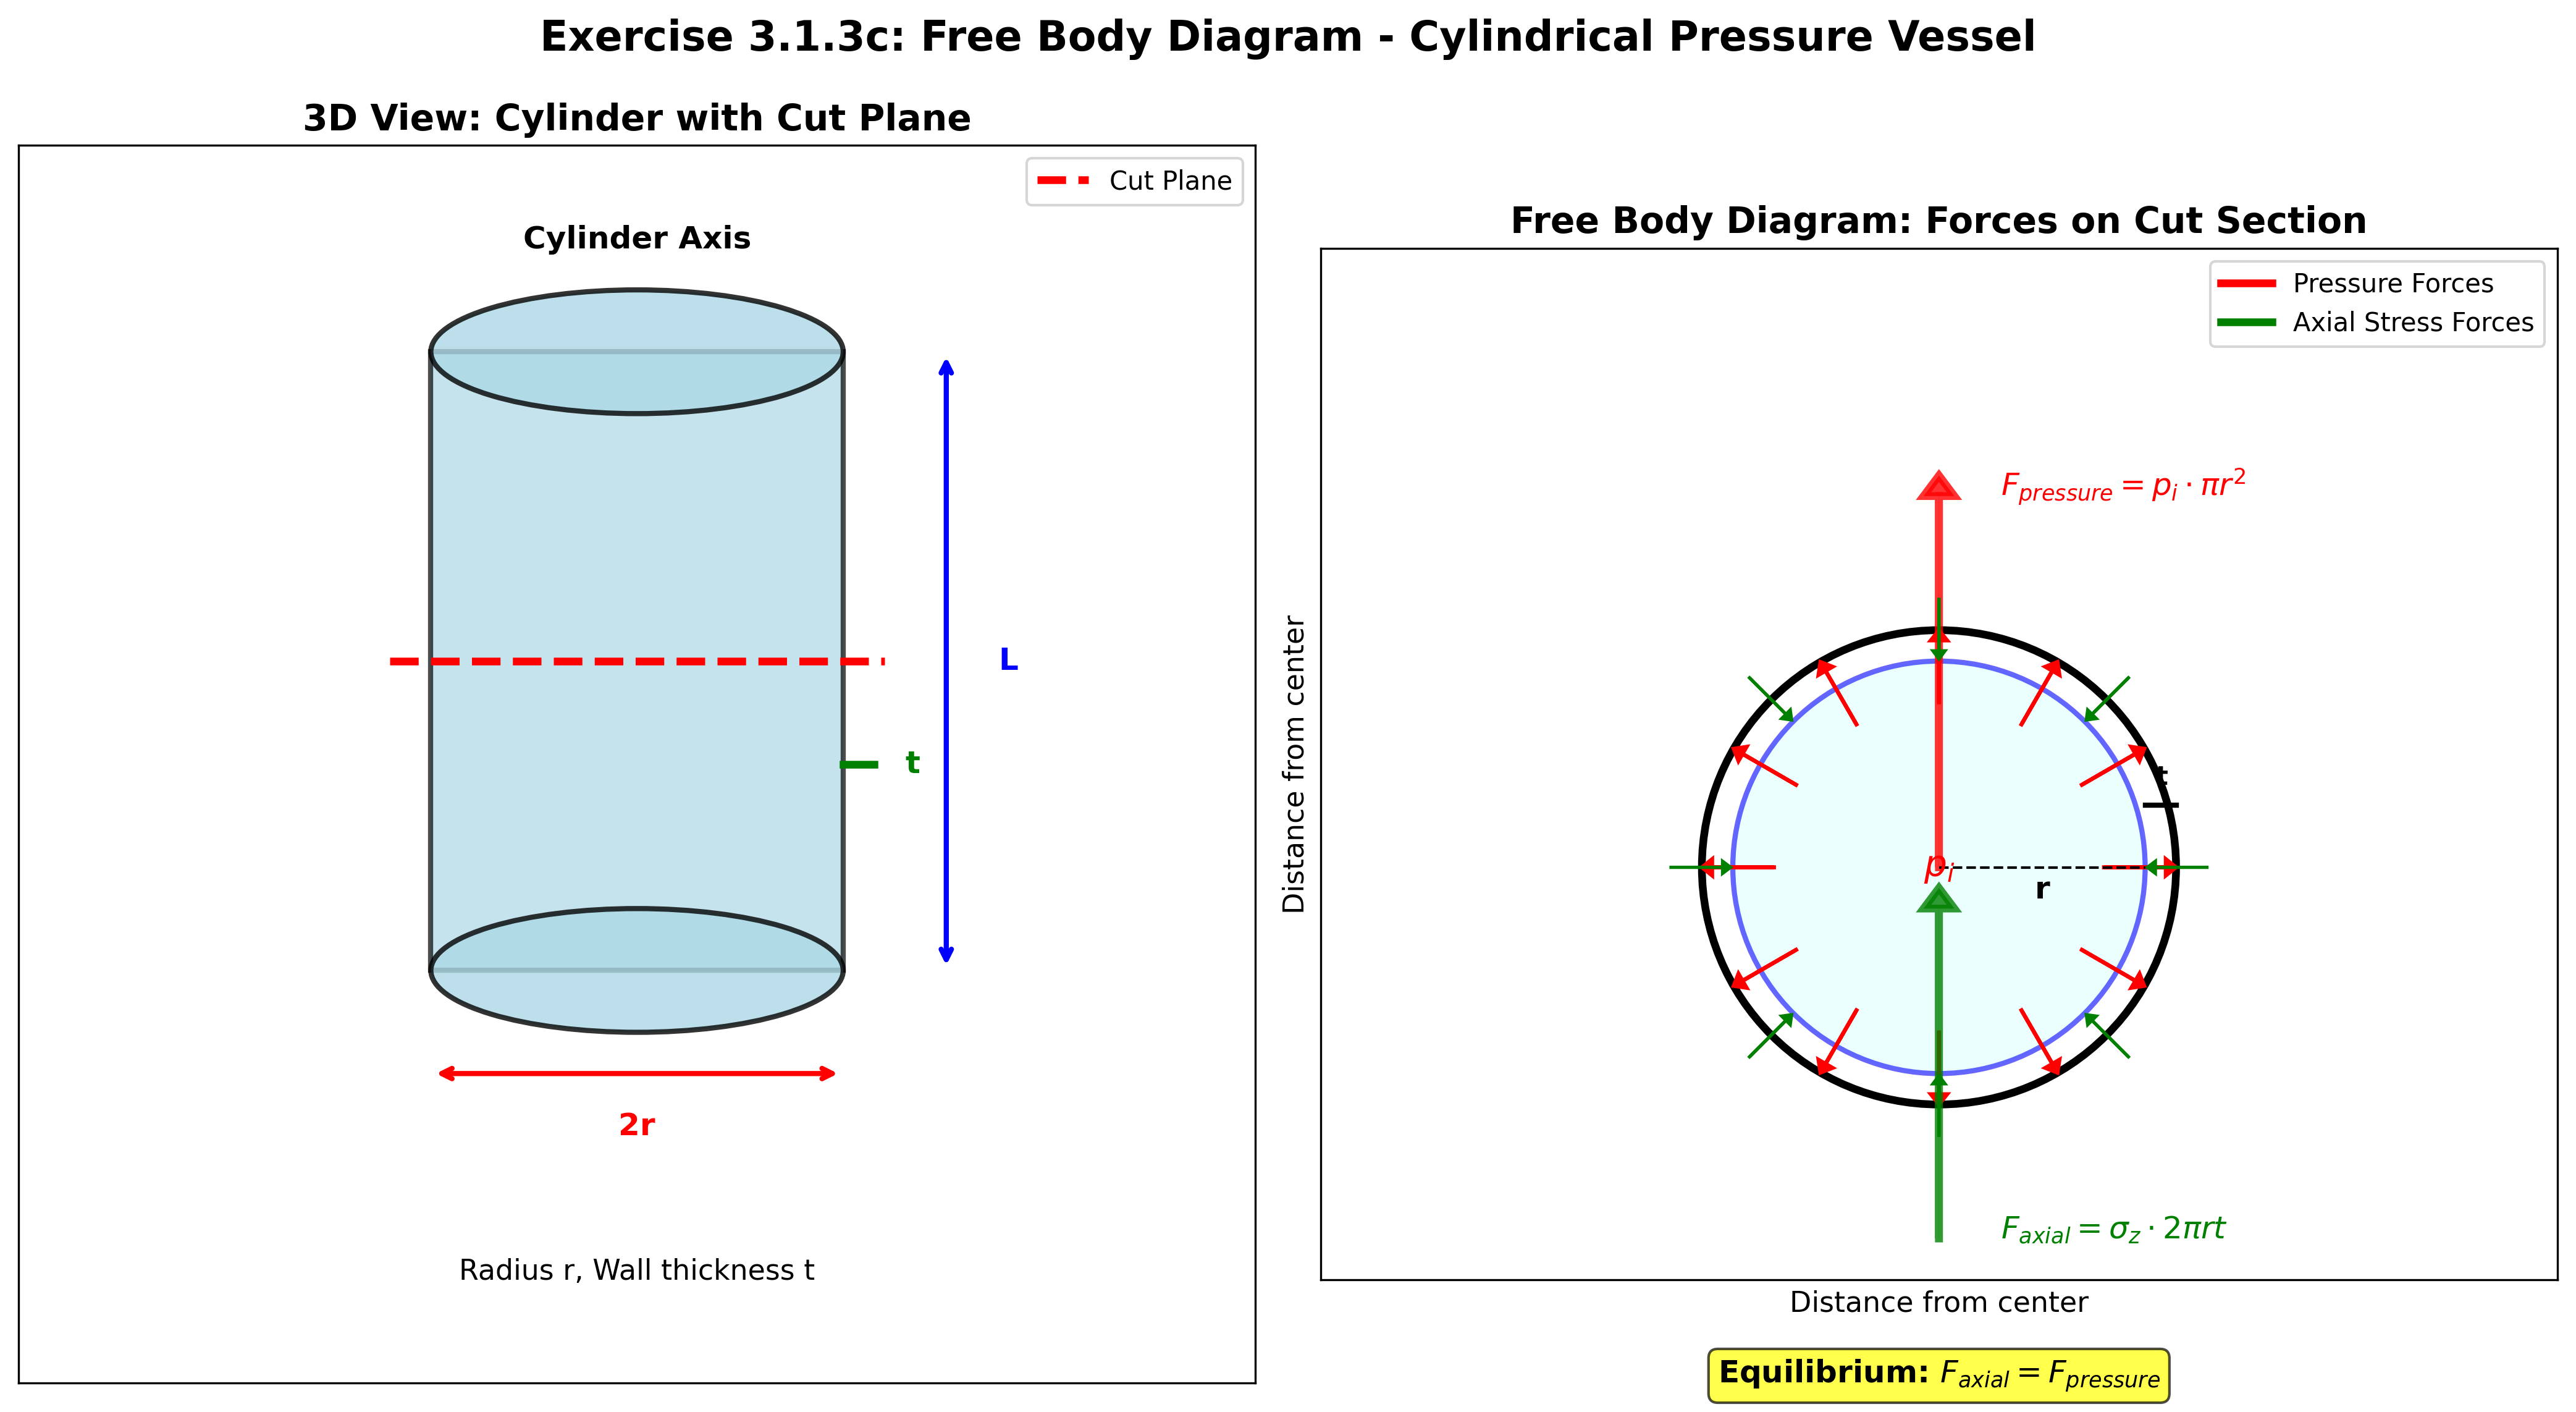 Exercise 3.1.3c: Free Body Diagram - Cylindrical Pressure Vessel
3D View: Cylinder with Cut Plane
Cut Plane
Cylinder Axis
L
t
2r
Radius r, Wall thickness t
Free Body Diagram: Forces on Cut Section
Pressure Forces
Axial Stress Forces
$F_{pressure} = p_i \cdot \pi r^2$
t
$p_i$
r
$F_{axial} = \sigma_z \cdot 2\pi rt$
Distance from center
Distance from center
Equilibrium: $F_{axial} = F_{pressure}$